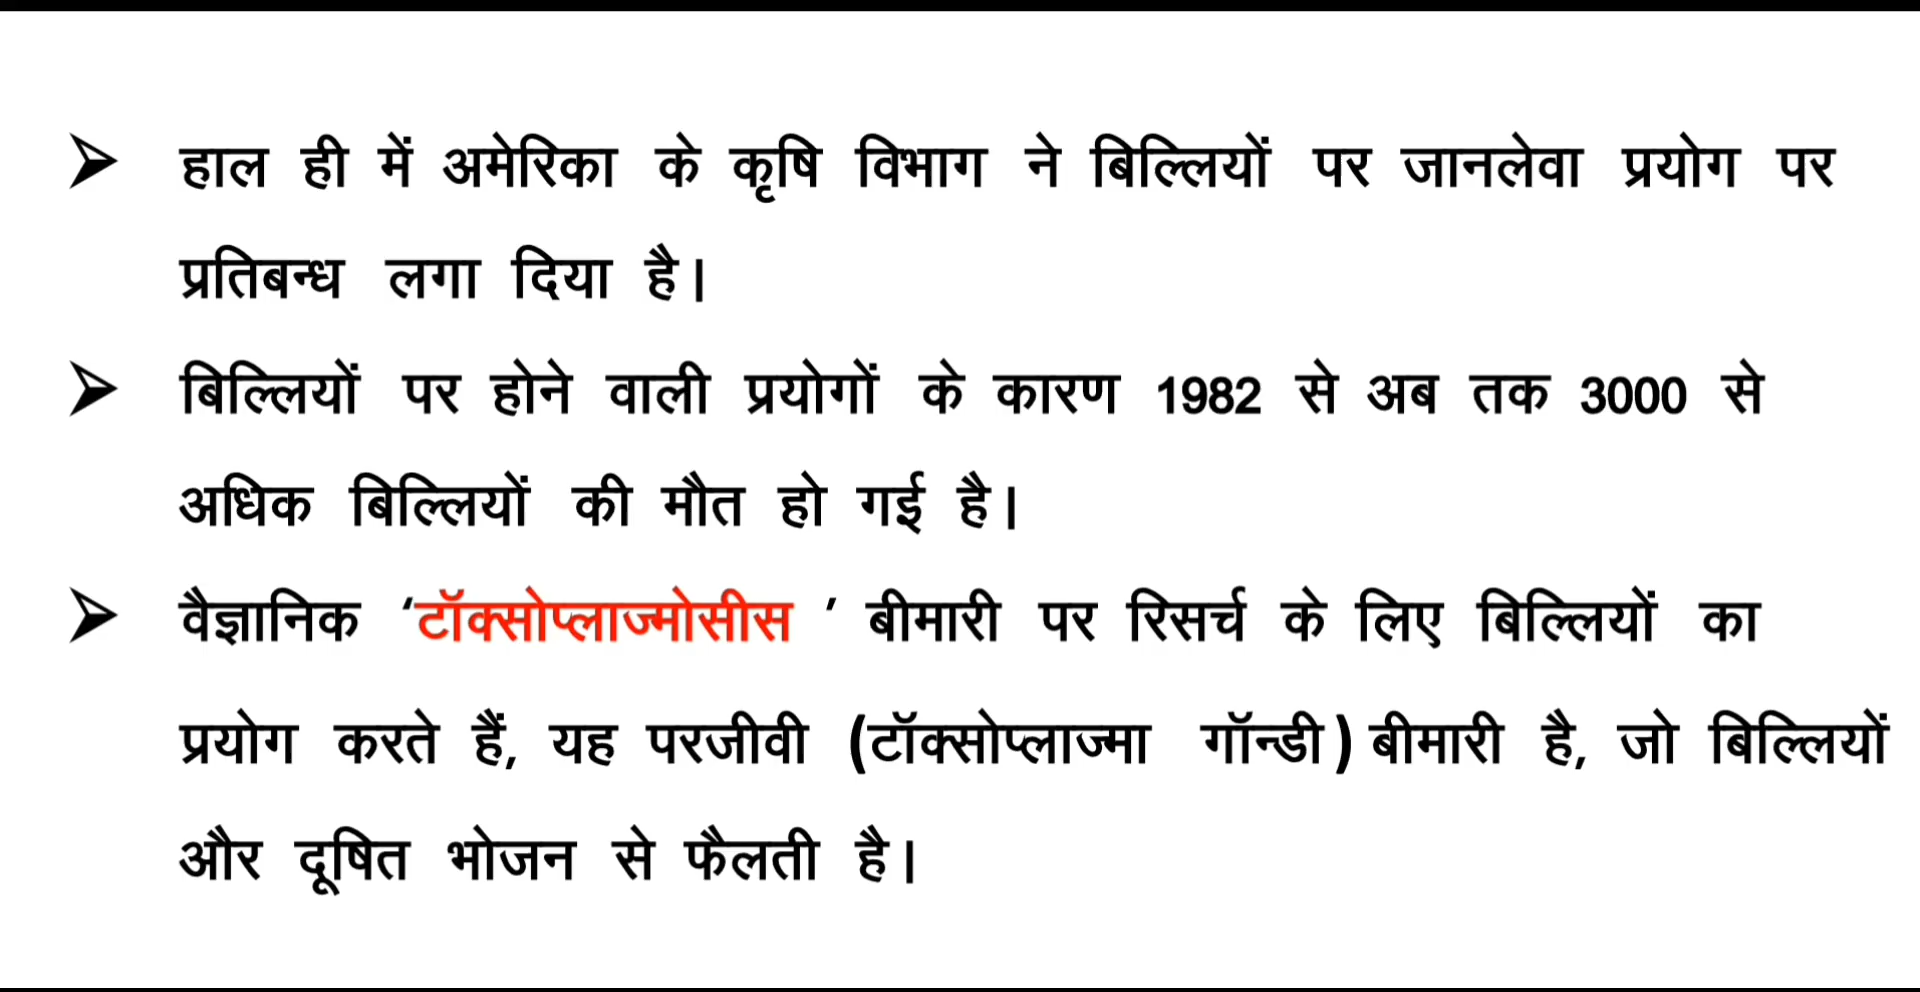 ➢ हाल ही में अमेरिका के कृषि विभाग ने बिल्लियों पर जानलेवा प्रयोग पर
प्रतिबन्ध लगा दिया है।
➢ बिल्लियों पर होने वाली प्रयोगों के कारण 1982 से अब तक 3000 से
अधिक बिल्लियों की मौत हो गई है।
➢ वैज्ञानिक ‘टॉक्सोप्लाज्मोसीस ’ बीमारी पर रिसर्च के लिए बिल्लियों का
प्रयोग करते हैं, यह परजीवी (टॉक्सोप्लाज्मा गॉन्डी) बीमारी है, जो बिल्लियों
और दूषित भोजन से फैलती है।